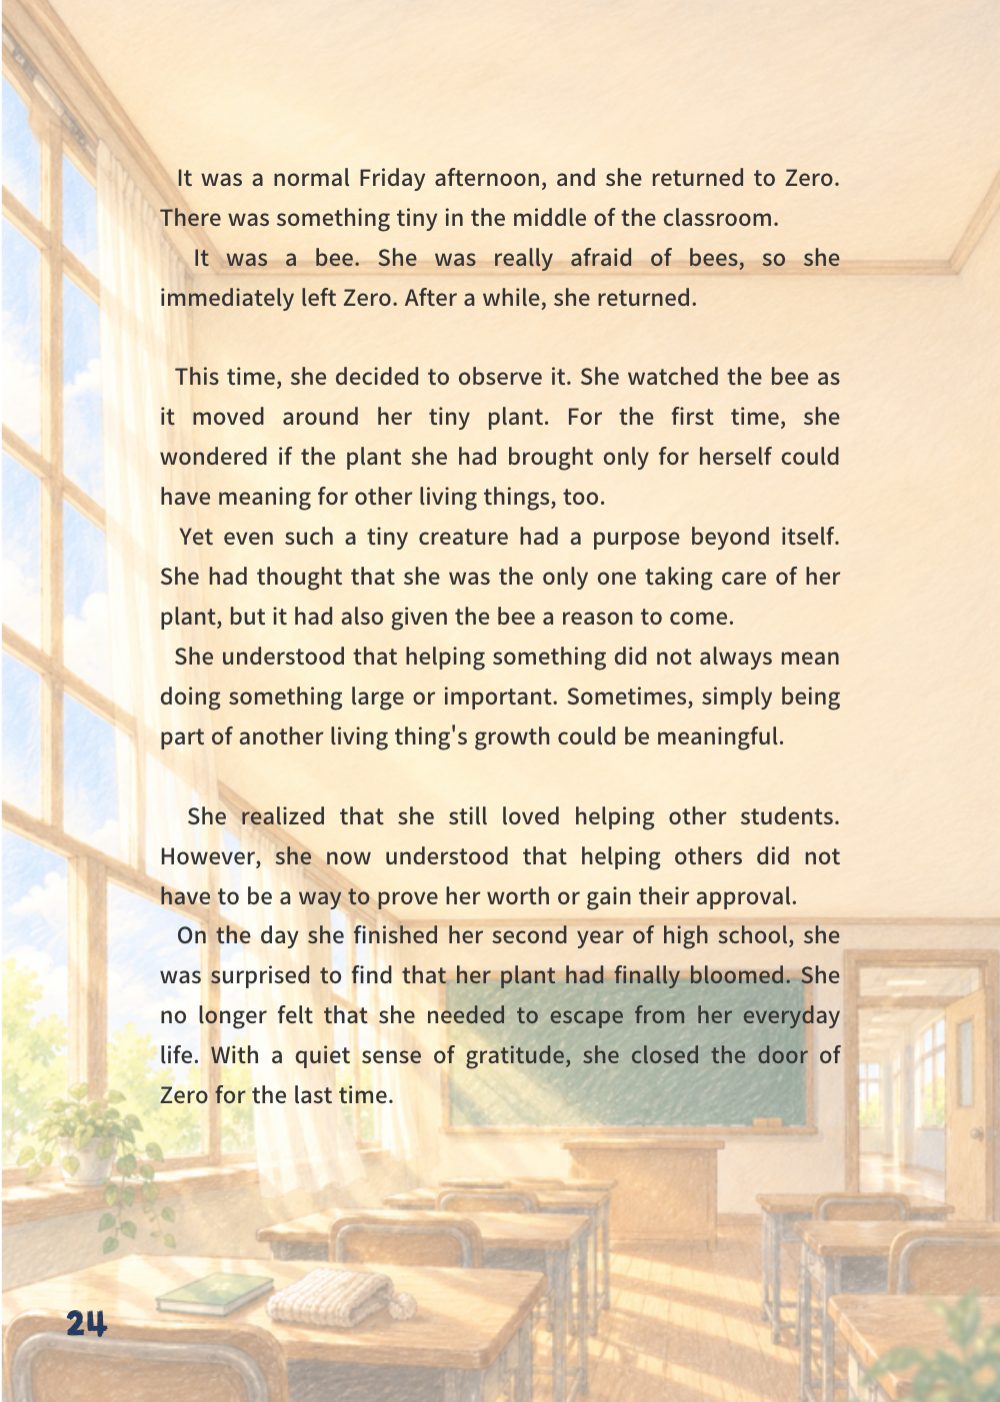 It was a normal Friday afternoon, and she returned to Zero.
There was something tiny in the middle of the classroom.
It was a bee. She was really afraid of bees, so she
immediately left Zero. After a while, she returned.
This time, she decided to observe it. She watched the bee as
it moved around her tiny plant. For the first time, she
wondered if the plant she had brought only for herself could
have meaning for other living things, too.
Yet even such a tiny creature had a purpose beyond itself.
She had thought that she was the only one taking care of her
plant, but it had also given the bee a reason to come.
She understood that helping something did not always mean
doing something large or important. Sometimes, simply being
part of another living thing's growth could be meaningful.
She realized that she still loved helping other students.
However, she now understood that helping others did not
have to be a way to prove her worth or gain their approval.
On the day she finished her second year of high school, she
was surprised to find that her plant had finally bloomed. She
no longer felt that she needed to escape from her everyday
life. With a quiet sense of gratitude, she closed the door of
Zero for the last time.
24